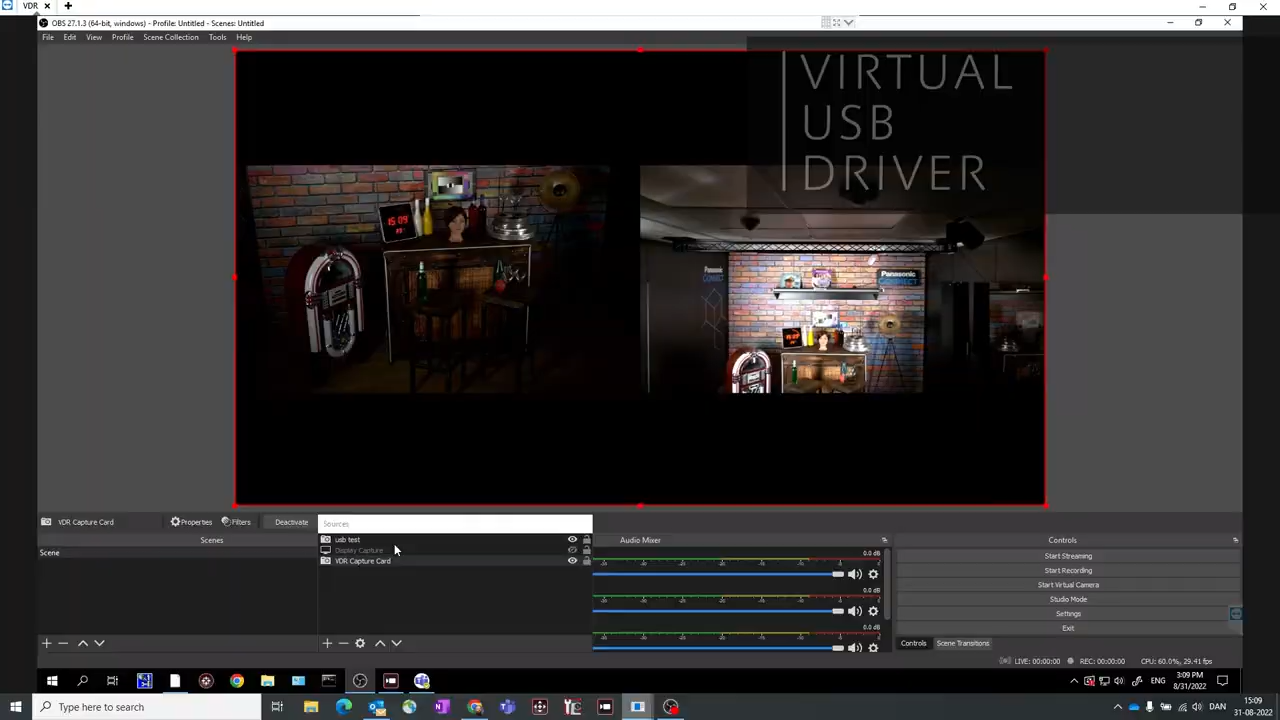 VDR
OBS 27.1.3 (64-bit, windows) - Profile: Untitled - Scenes: Untitled
File Edit View Profile Scene Collection Tools Help
VIRTUAL
USB
DRIVER
15 09
Panasonic
CONNECT
Panasonic
CONNECT
VDR Capture Card
Properties
Filters
Deactivate
Scenes
Scene
Sources
usb test
Display Capture
VDR Capture Card
Audio Mixer
0.0 dB
0.0 dB
0.0 dB
Controls
Start Streaming
Start Recording
Start Virtual Camera
Studio Mode
Settings
Exit
Controls
Scene Transitions
LIVE: 00:00:00
REC: 00:00:00
CPU: 60.0%, 29.41 fps
ENG
3:09 PM
8/31/2022
Type here to search
DAN
15:09
31-08-2022